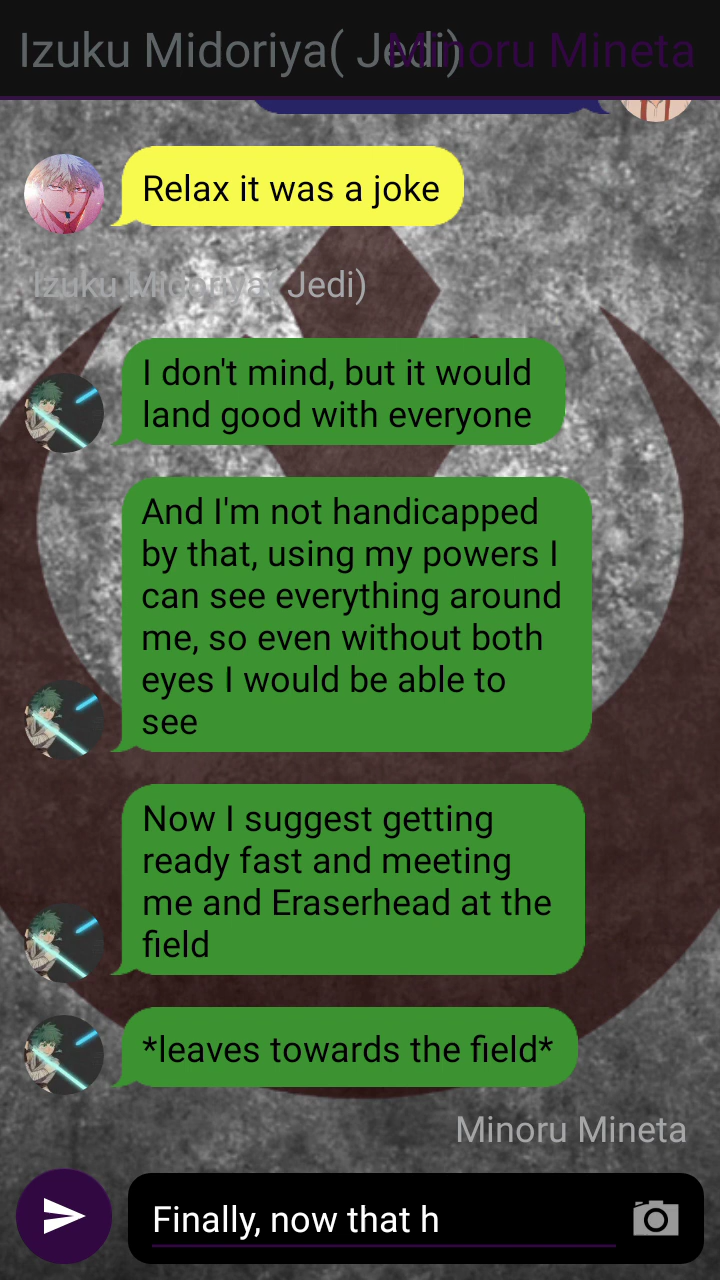 Izuku Midoriya( Jedi)
Minoru Mineta
Relax it was a joke
Izuku Midoriya( Jedi)
I don't mind, but it would
land good with everyone
And I'm not handicapped
by that, using my powers I
can see everything around
me, so even without both
eyes I would be able to
see
Now I suggest getting
ready fast and meeting
me and Eraserhead at the
field
*leaves towards the field*
Minoru Mineta
Finally, now that h